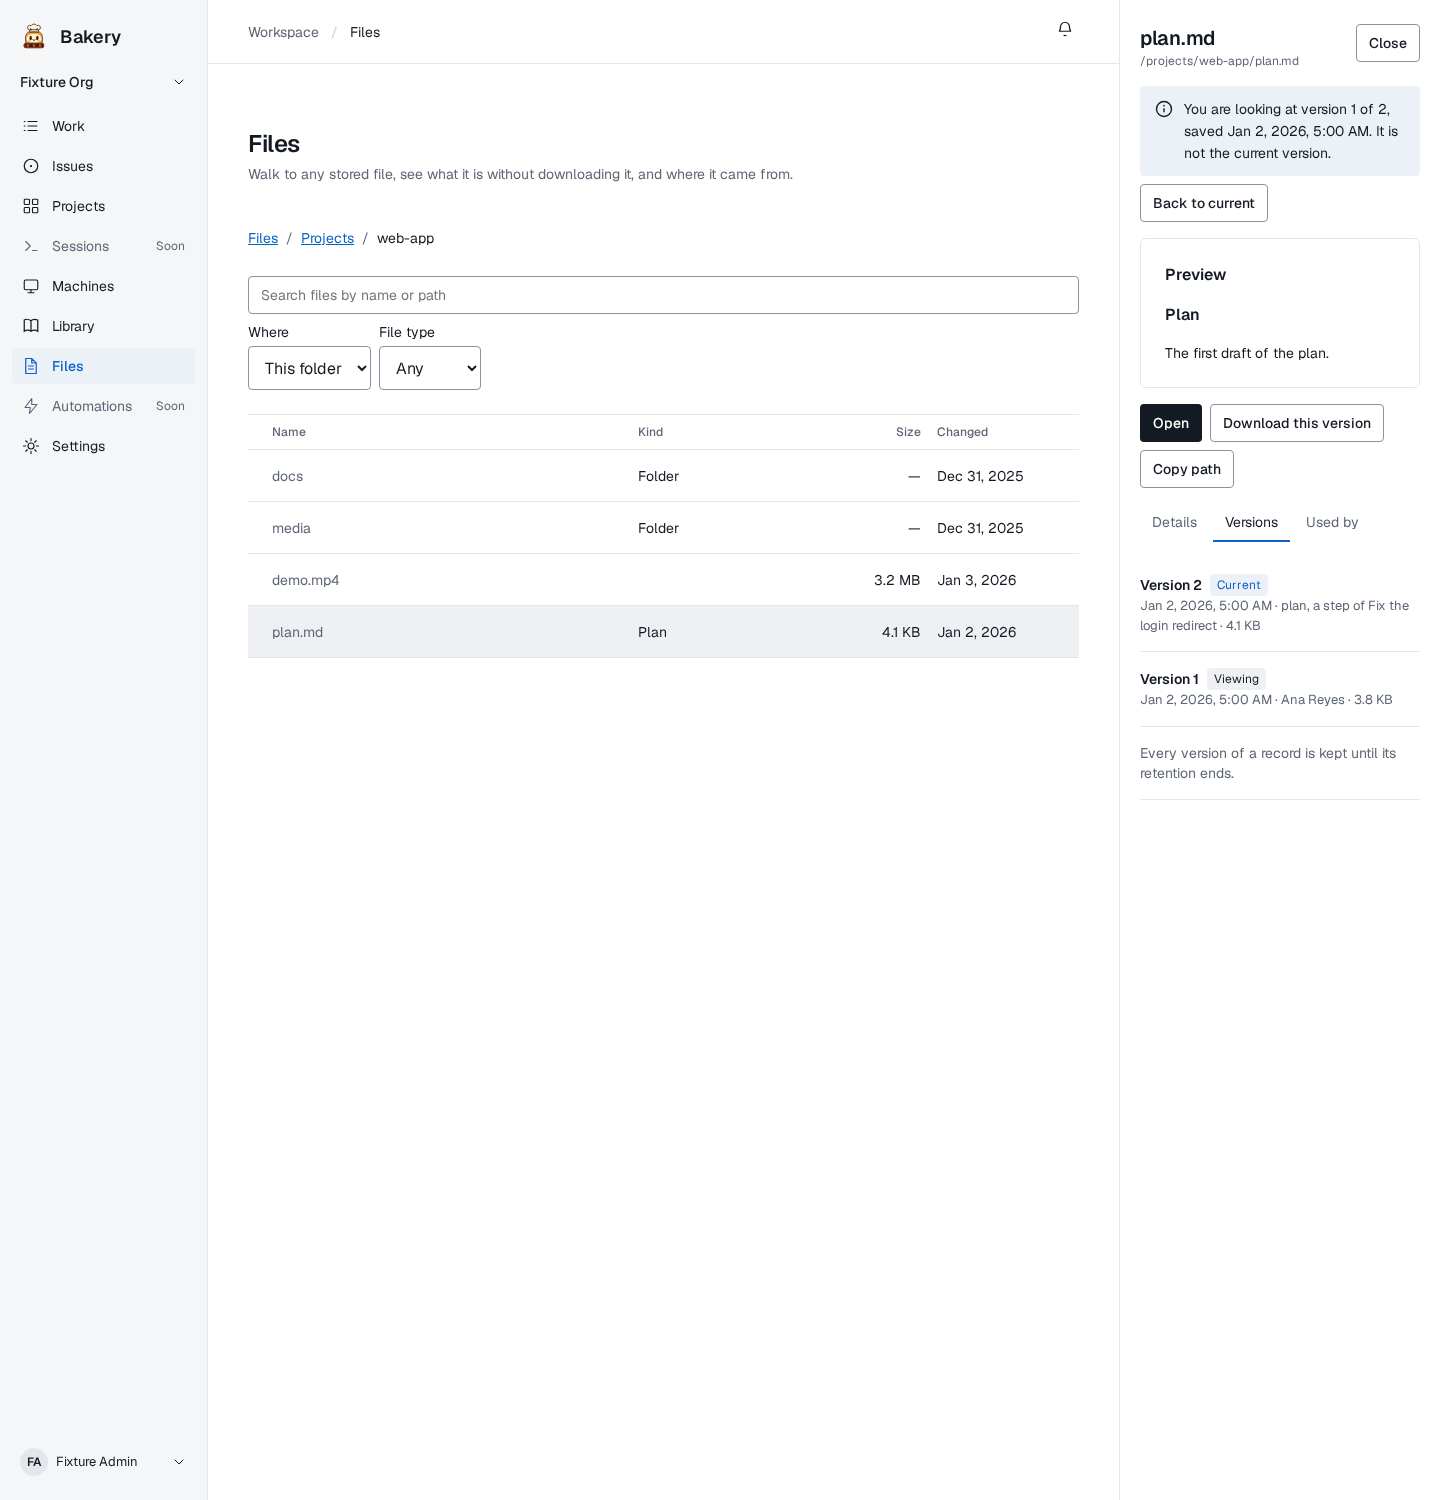 Bakery
Fixture Org
Work
Issues
Projects
Sessions Soon
Machines
Library
Files
Automations Soon
Settings
FA Fixture Admin
Workspace / Files
Files
Walk to any stored file, see what it is without downloading it, and where it came from.
Files / Projects / web-app
Search files by name or path
Where File type
This folder Any
Name Kind Size Changed
docs Folder — Dec 31, 2025
media Folder — Dec 31, 2025
demo.mp4 3.2 MB Jan 3, 2026
plan.md Plan 4.1 KB Jan 2, 2026
plan.md
Close
/projects/web-app/plan.md
You are looking at version 1 of 2,
saved Jan 2, 2026, 5:00 AM. It is
not the current version.
Back to current
Preview
Plan
The first draft of the plan.
Open Download this version
Copy path
Details Versions Used by
Version 2 Current
Jan 2, 2026, 5:00 AM · plan, a step of Fix the
login redirect · 4.1 KB
Version 1 Viewing
Jan 2, 2026, 5:00 AM · Ana Reyes · 3.8 KB
Every version of a record is kept until its
retention ends.